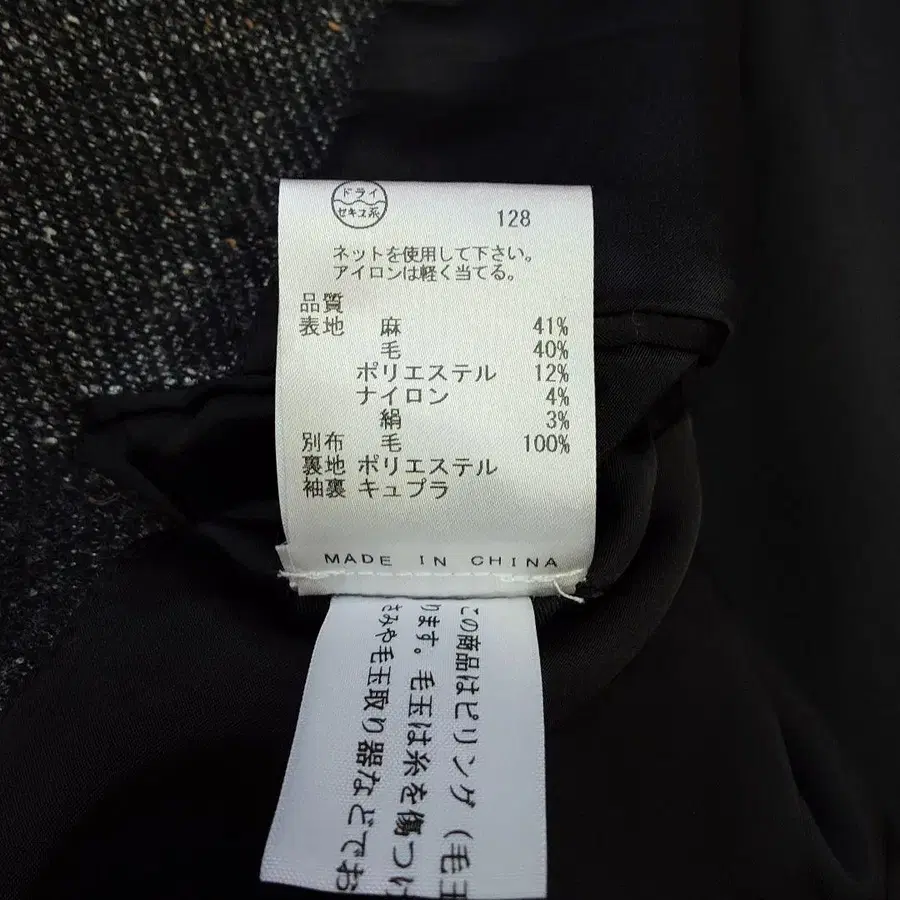 ドライ
セキユ系
128
ネットを使用して下さい。
アイロンは軽く当てる。
品質
表地 麻 41%
毛 40%
ポリエステル 12%
ナイロン 4%
絹 3%
別布 毛 100%
裏地 ポリエステル
袖裏 キュプラ
MADE IN CHINA
この商品はピリング(毛玉
ります。毛玉は糸を傷つけ
さみや毛玉取り器などでお